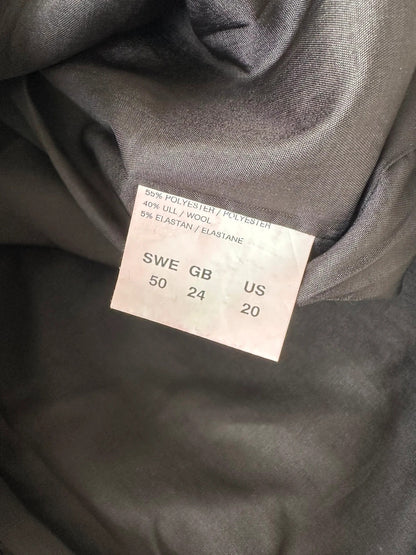 55% POLYESTER / POLYESTER
40% ULL / WOOL
5% ELASTAN / ELASTANE
SWE GB US
50 24 20